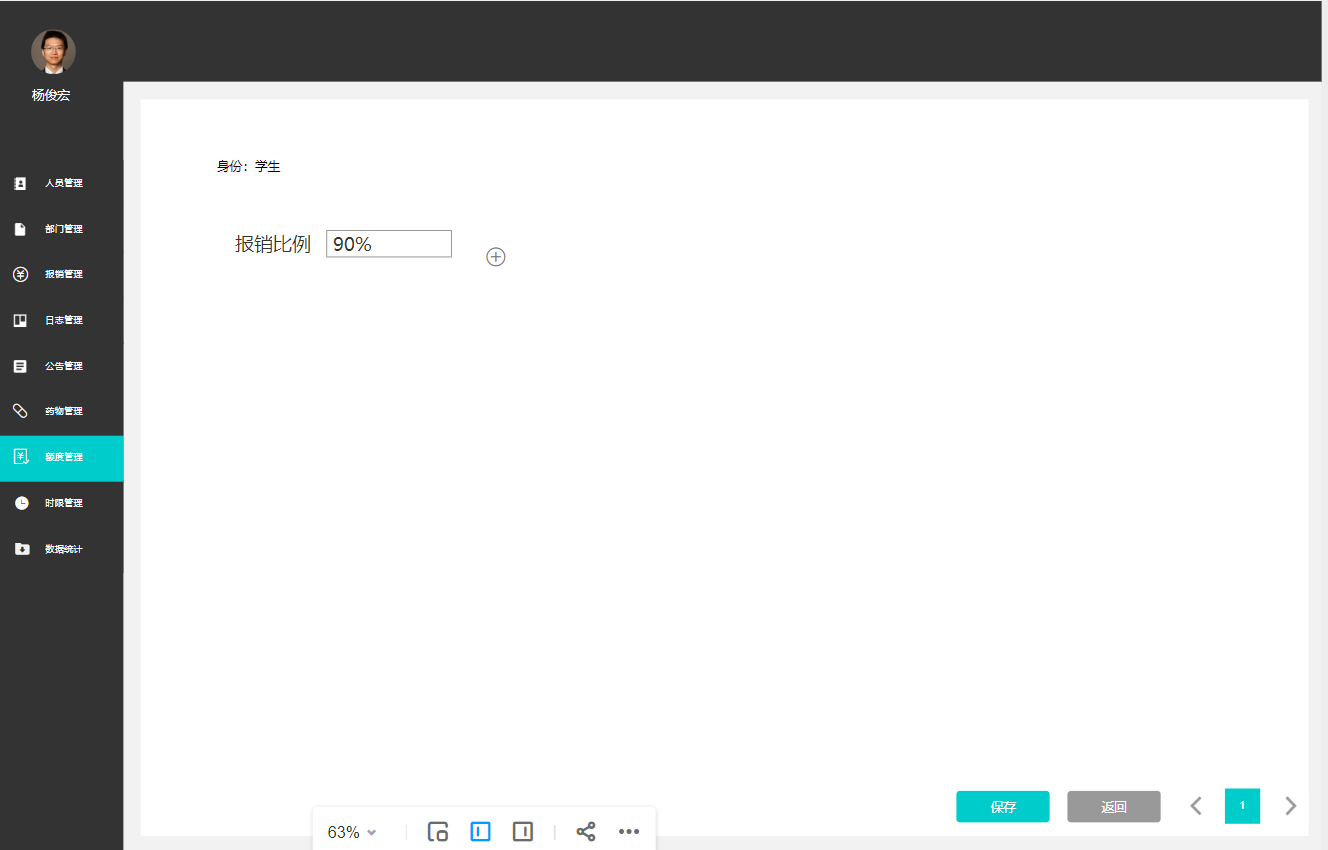 杨俊宏
人员管理
部门管理
报销管理
日志管理
公告管理
药物管理
额度管理
时限管理
数据统计
身份：学生
报销比例 90%
保存 返回 1
63%